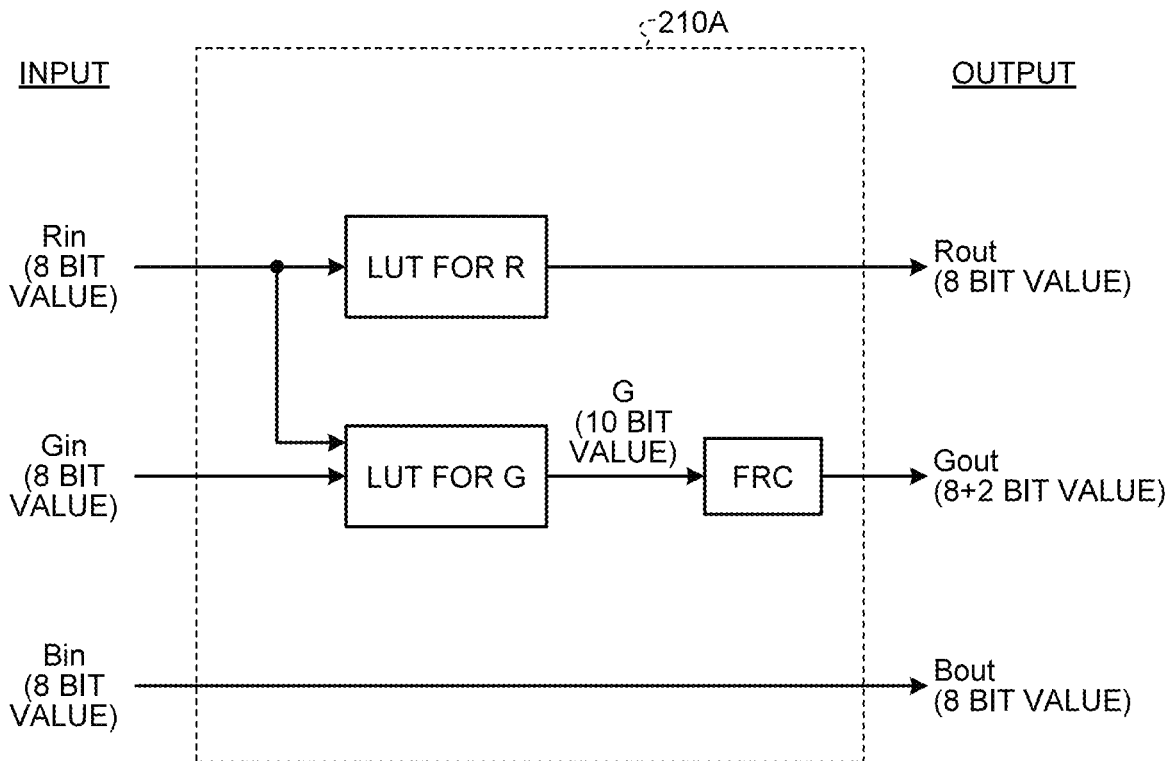 210A
INPUT
OUTPUT
Rin
(8 BIT
VALUE)
LUT FOR R
Rout
(8 BIT VALUE)
Gin
(8 BIT
VALUE)
LUT FOR G
G
(10 BIT
VALUE)
FRC
Gout
(8+2 BIT VALUE)
Bin
(8 BIT
VALUE)
Bout
(8 BIT VALUE)